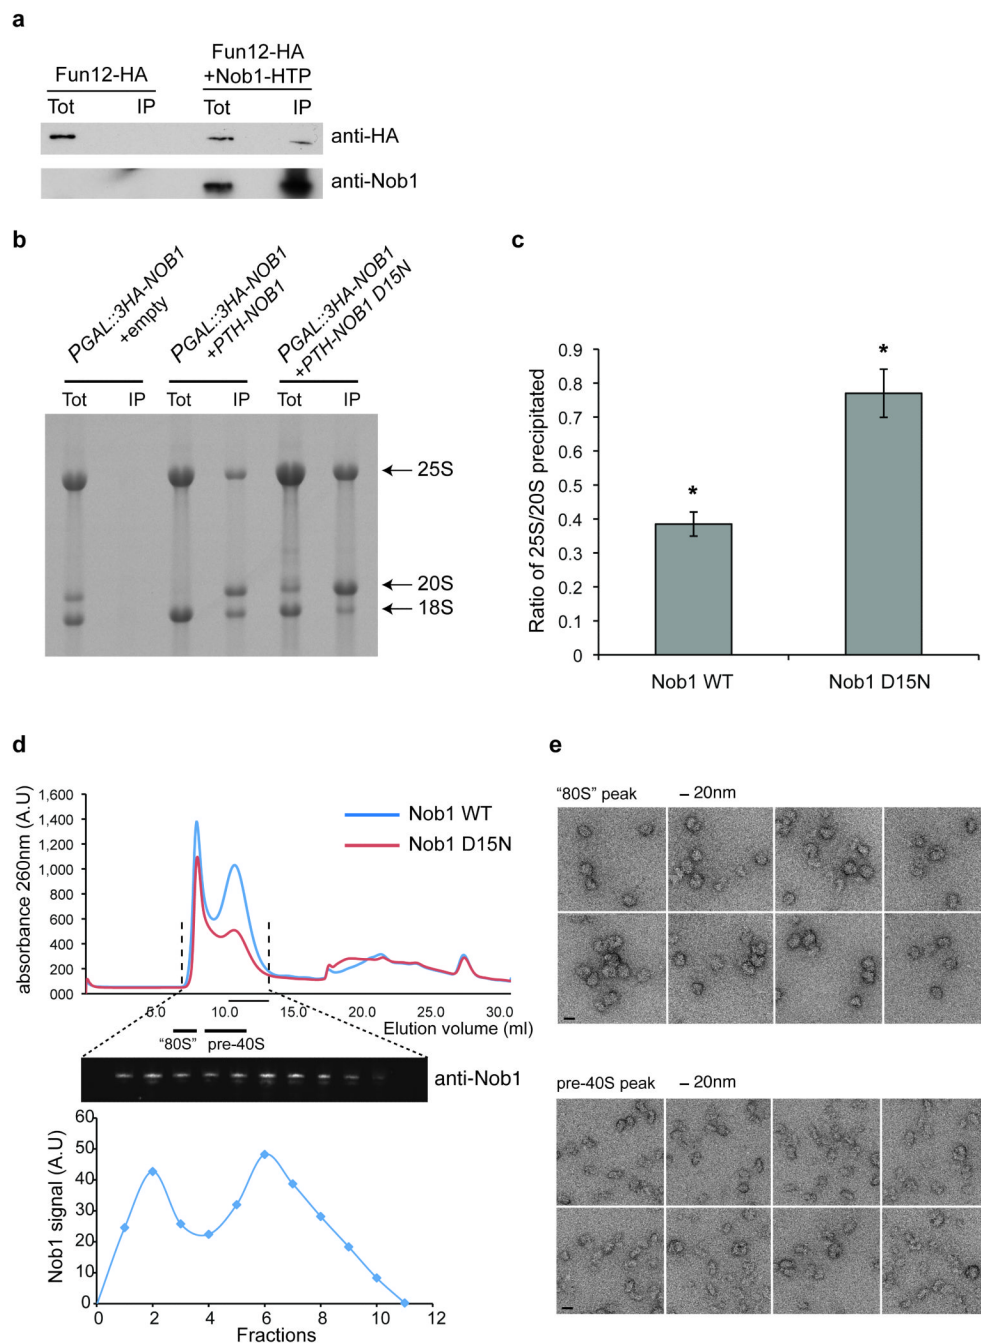 a
Fun12-HA
Fun12-HA
+Nob1-HTP
Tot IP Tot IP
anti-HA
anti-Nob1
b
PGAL::3HA-NOB1
+empty
PGAL::3HA-NOB1
+PTH-NOB1
PGAL::3HA-NOB1
+PTH-NOB1 D15N
Tot IP Tot IP Tot IP
25S
20S
18S
c
Ratio of 25S/20S precipitated
0.9
0.8
0.7
0.6
0.5
0.4
0.3
0.2
0.1
0
* *
Nob1 WT Nob1 D15N
d
absorbance 260nm (A.U)
1,600
1,400
1,200
1,000
800
600
400
200
000
Nob1 WT
Nob1 D15N
5.0 10.0 15.0 20.0 25.0 30.0
Elution volume (ml)
"80S" pre-40S
anti-Nob1
Nob1 signal (A.U)
60
50
40
30
20
10
0
0 2 4 6 8 10 12
Fractions
e
"80S" peak 20nm
pre-40S peak 20nm